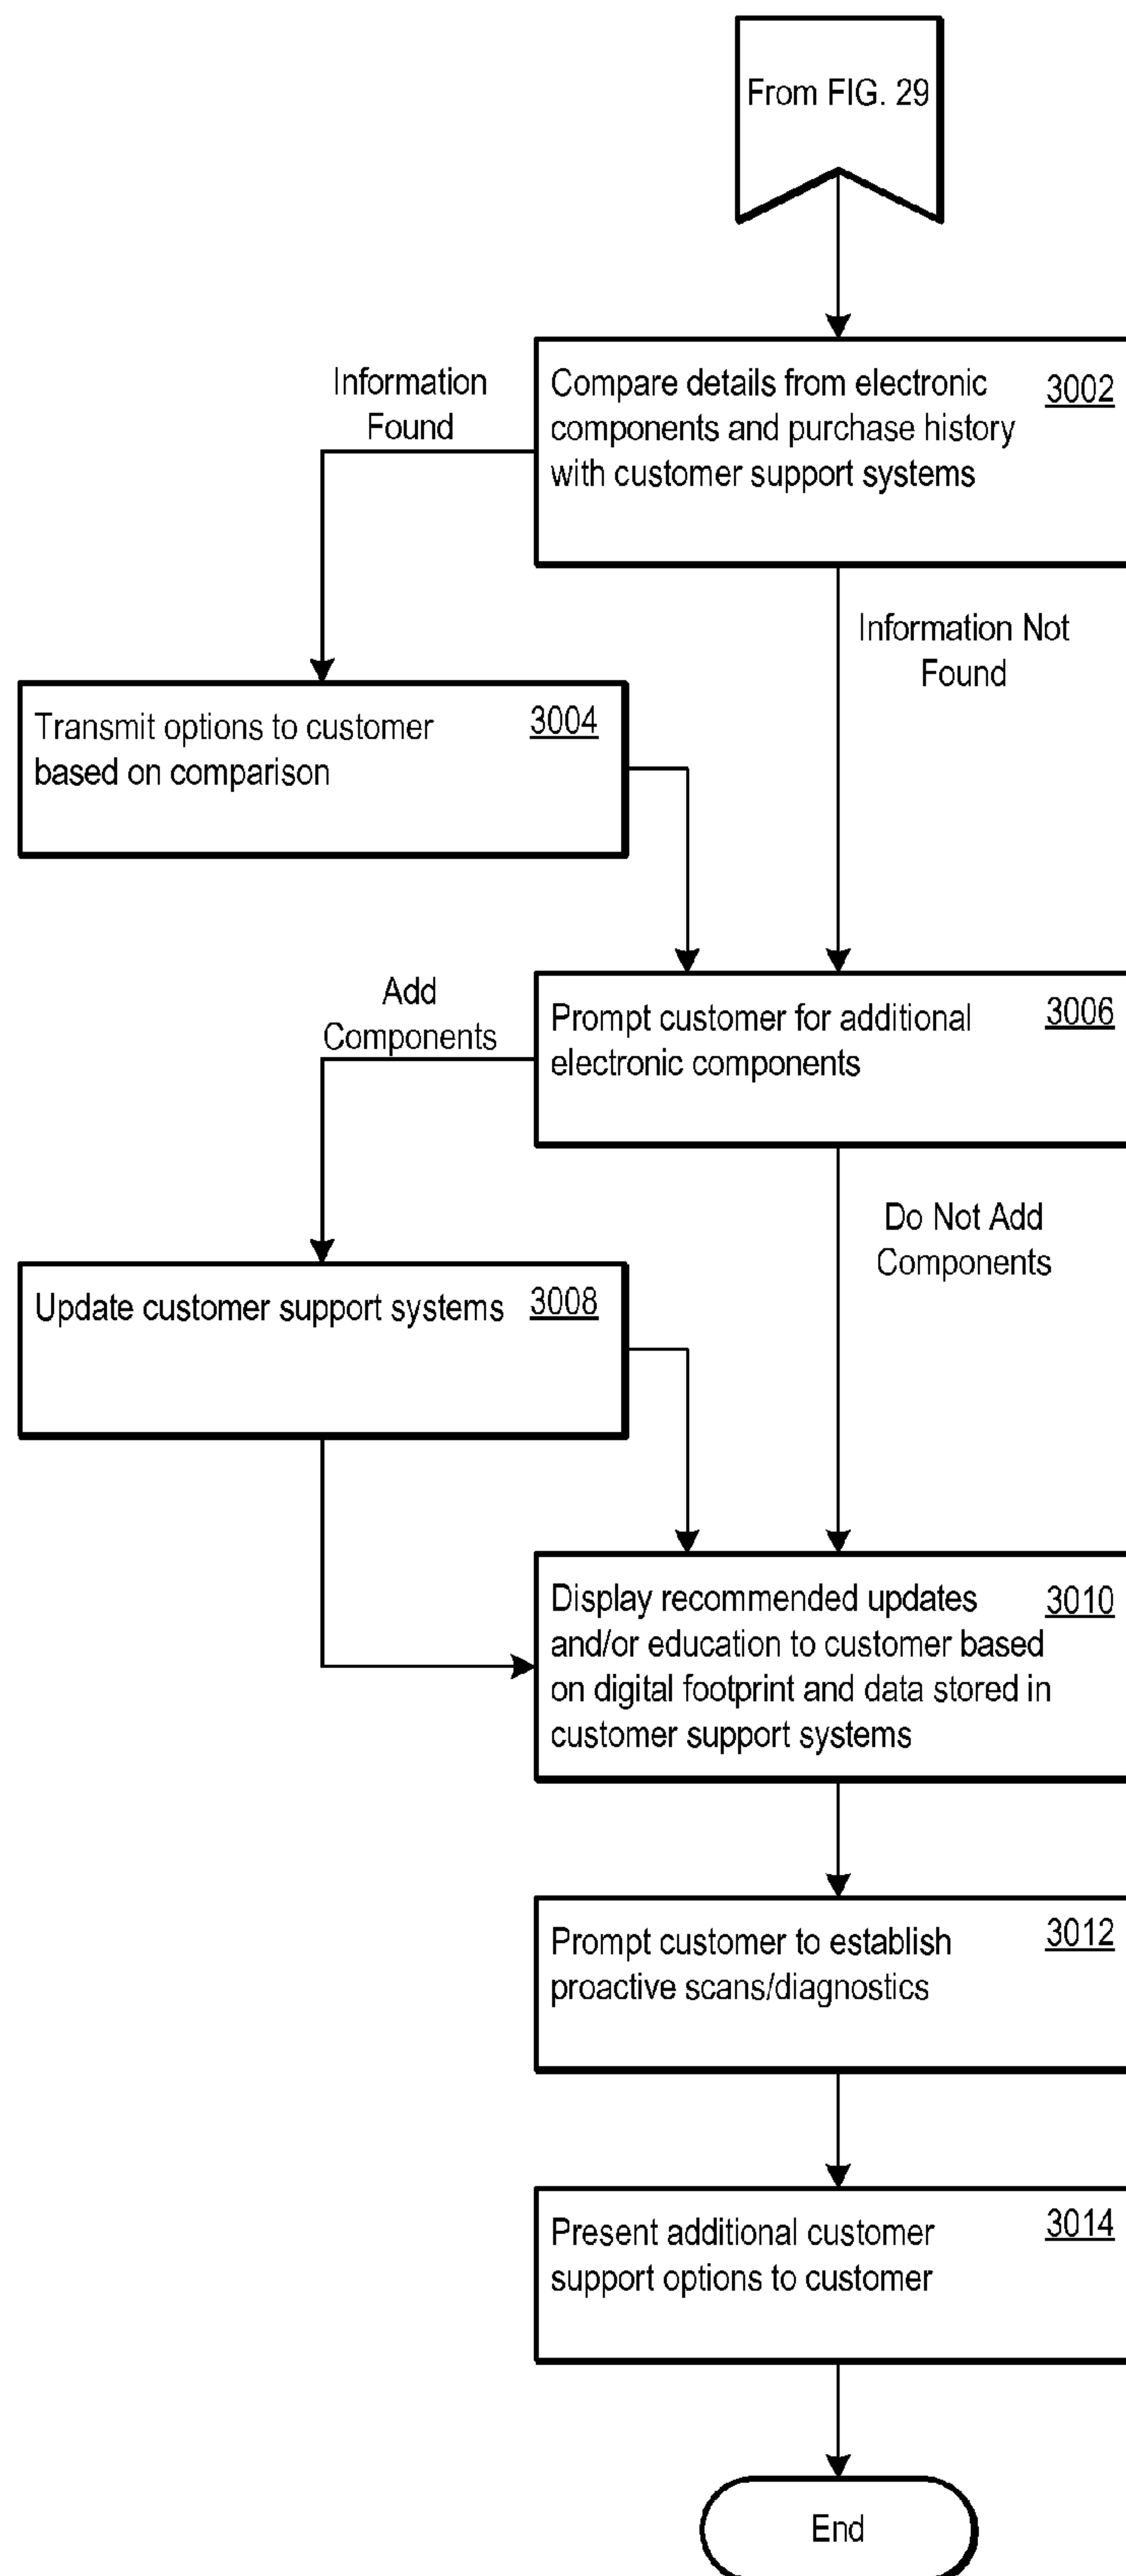 From FIG. 29
Information
Found
Compare details from electronic
components and purchase history
with customer support systems
3002
Information Not
Found
Transmit options to customer
based on comparison
3004
Add
Components
Prompt customer for additional
electronic components
3006
Do Not Add
Components
Update customer support systems
3008
Display recommended updates
and/or education to customer based
on digital footprint and data stored in
customer support systems
3010
Prompt customer to establish
proactive scans/diagnostics
3012
Present additional customer
support options to customer
3014
End